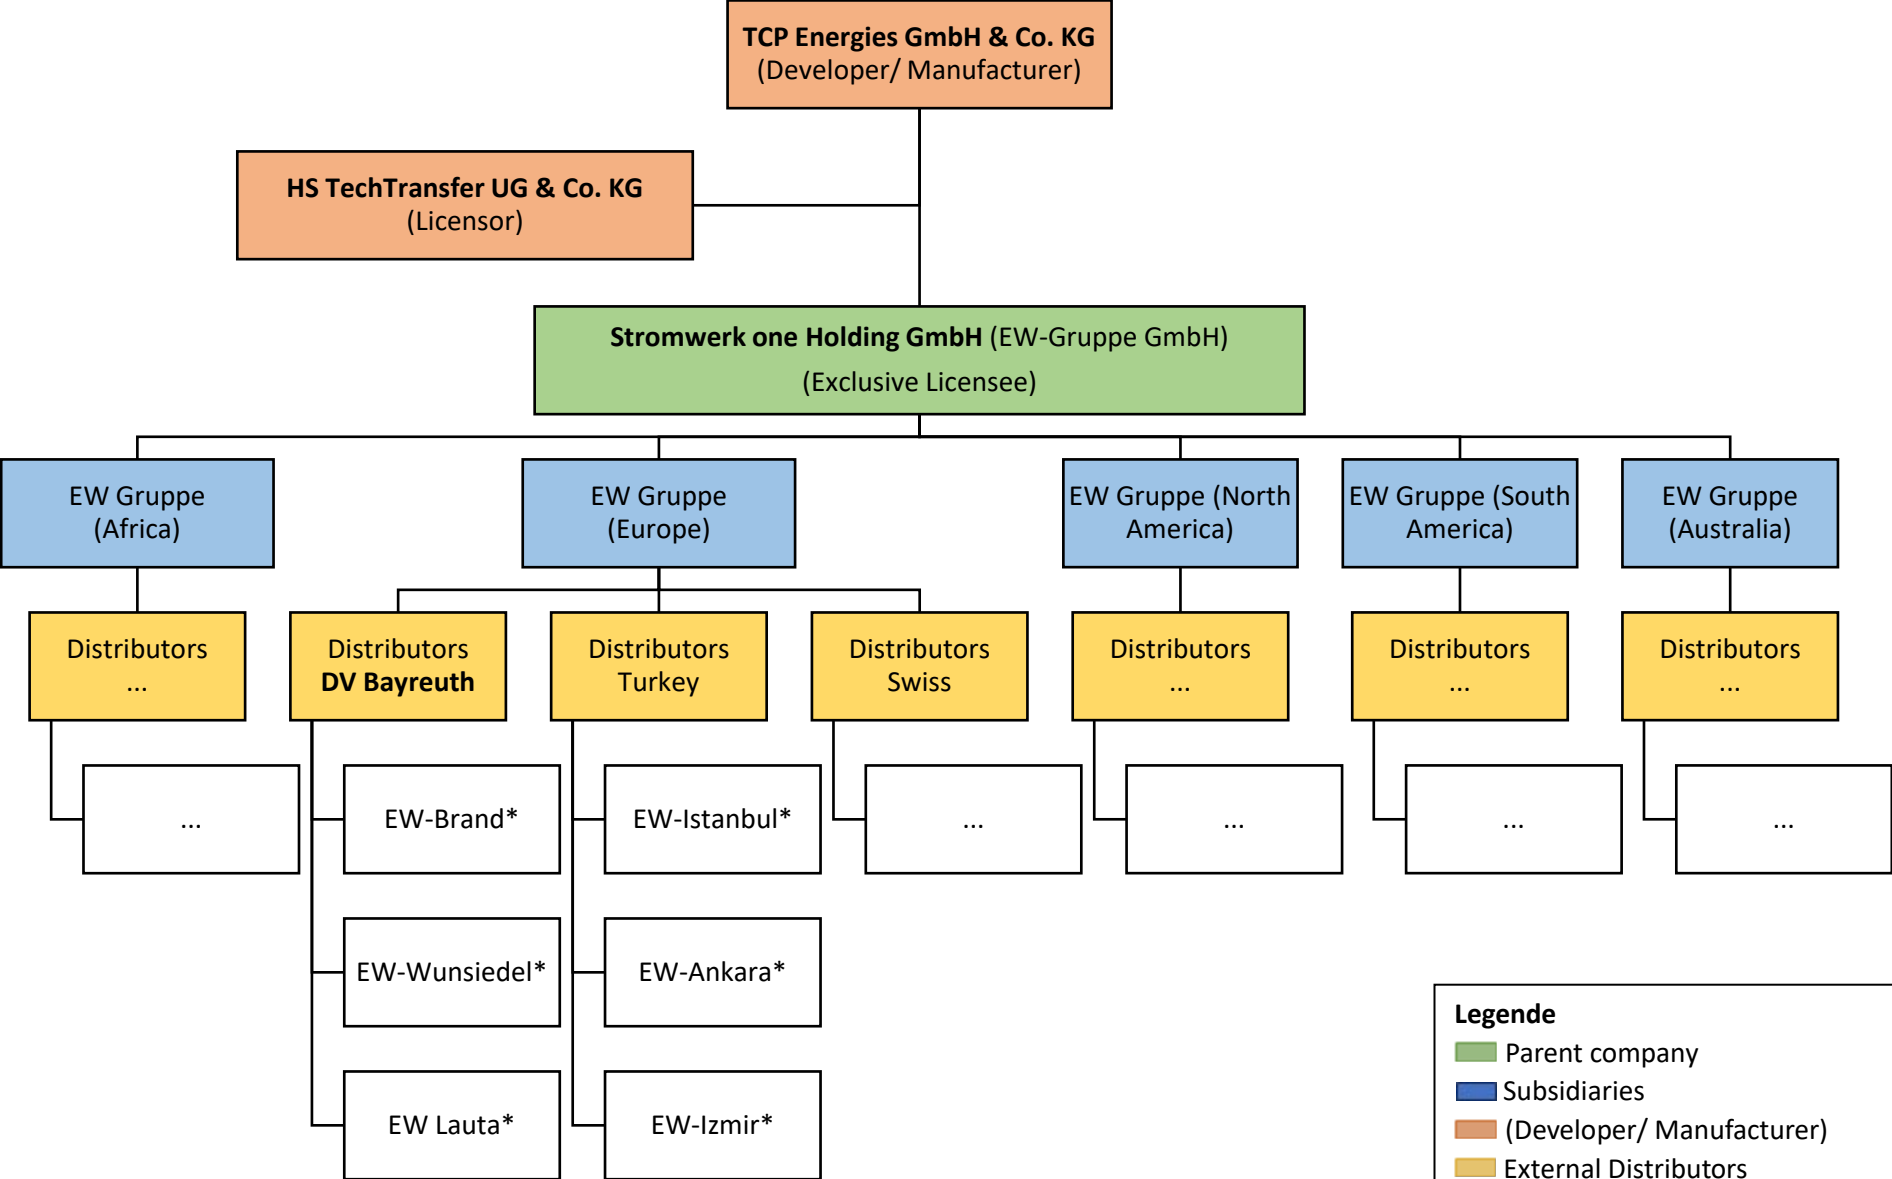 TCP Energies GmbH & Co. KG
(Developer/ Manufacturer)
HS TechTransfer UG & Co. KG
(Licensor)
Stromwerk one Holding GmbH (EW-Gruppe GmbH)
(Exclusive Licensee)
EW Gruppe
(Africa)
EW Gruppe
(Europe)
EW Gruppe (North
America)
EW Gruppe (South
America)
EW Gruppe
(Australia)
Distributors
...
Distributors
DV Bayreuth
Distributors
Turkey
Distributors
Swiss
Distributors
...
Distributors
...
Distributors
...
...
EW-Brand*
EW-Istanbul*
...
...
...
...
EW-Wunsiedel*
EW-Ankara*
EW Lauta*
EW-Izmir*
Legende
Parent company
Subsidiaries
(Developer/ Manufacturer)
External Distributors